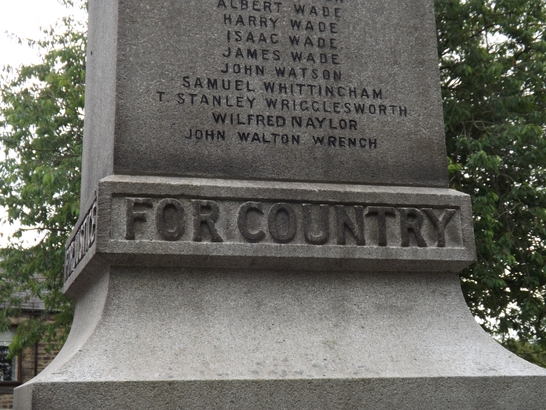 ALBERT WADE
HARRY WADE
ISAAC WADE
JAMES WADE
JOHN WATSON
SAMUEL WHITTINGHAM
T. STANLEY WRIGGLESWORTH
WILFRED NAYLOR
JOHN WALTON WRENCH
FOR COUNTRY